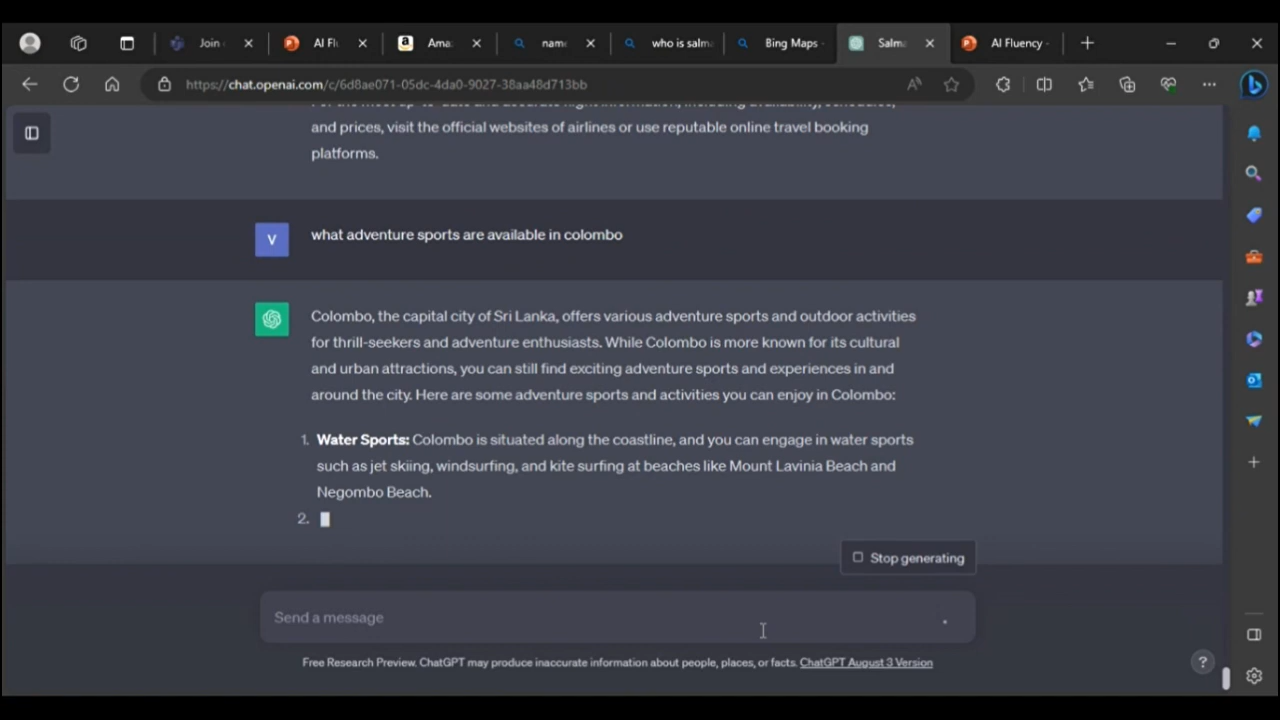 Join
AI Flu
Ama
name
who is salm
Bing Maps
Salma
AI Fluency
https://chat.openai.com/c/6d8ae071-05dc-4da0-9027-38aa48d713bb
and prices, visit the official websites of airlines or use reputable online travel booking
platforms.
V
what adventure sports are available in colombo
Colombo, the capital city of Sri Lanka, offers various adventure sports and outdoor activities
for thrill-seekers and adventure enthusiasts. While Colombo is more known for its cultural
and urban attractions, you can still find exciting adventure sports and experiences in and
around the city. Here are some adventure sports and activities you can enjoy in Colombo:
1. Water Sports: Colombo is situated along the coastline, and you can engage in water sports
such as jet skiing, windsurfing, and kite surfing at beaches like Mount Lavinia Beach and
Negombo Beach.
2.
Stop generating
Send a message
Free Research Preview. ChatGPT may produce inaccurate information about people, places, or facts. ChatGPT August 3 Version
?